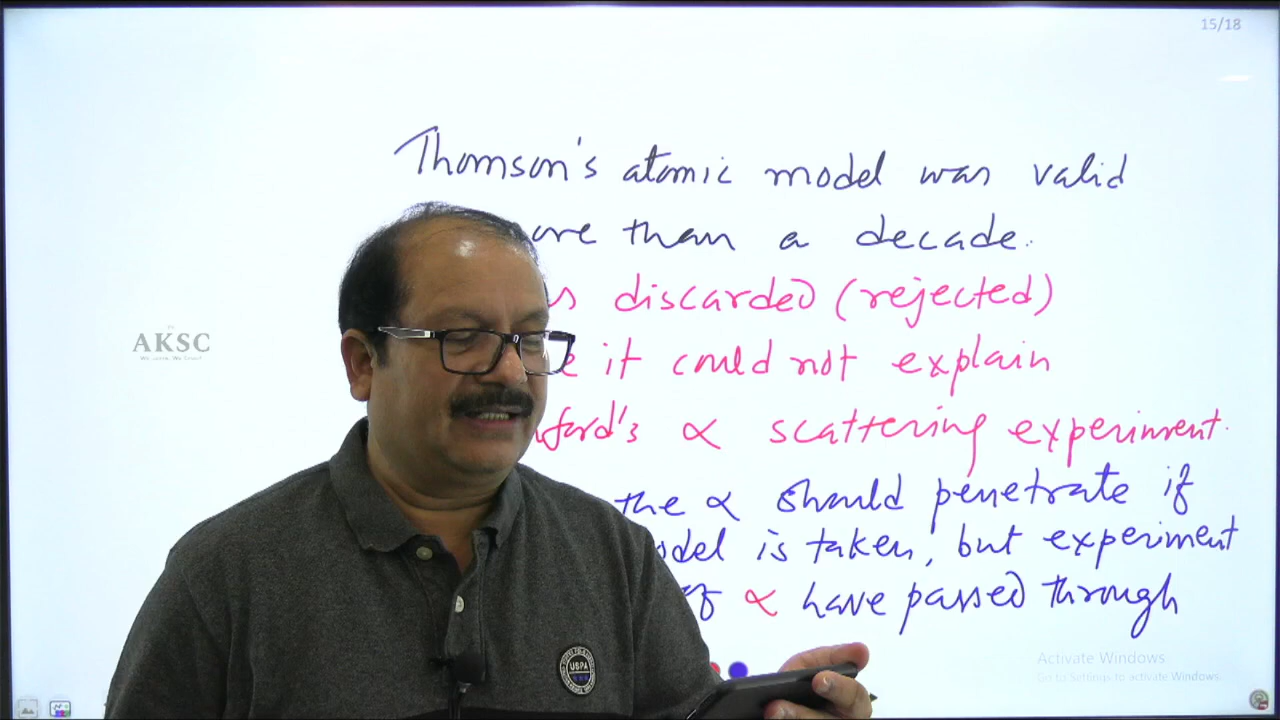 15/18
Thomson's atomic model was valid
ore than a decade.
s discarded (rejected)
e it could not explain
ford's α scattering experiment.
the α should penetrate if
odel is taken, but experiment
of α have passed through
AKSC
USPA
Activate Windows
Go to Settings to activate Windows.